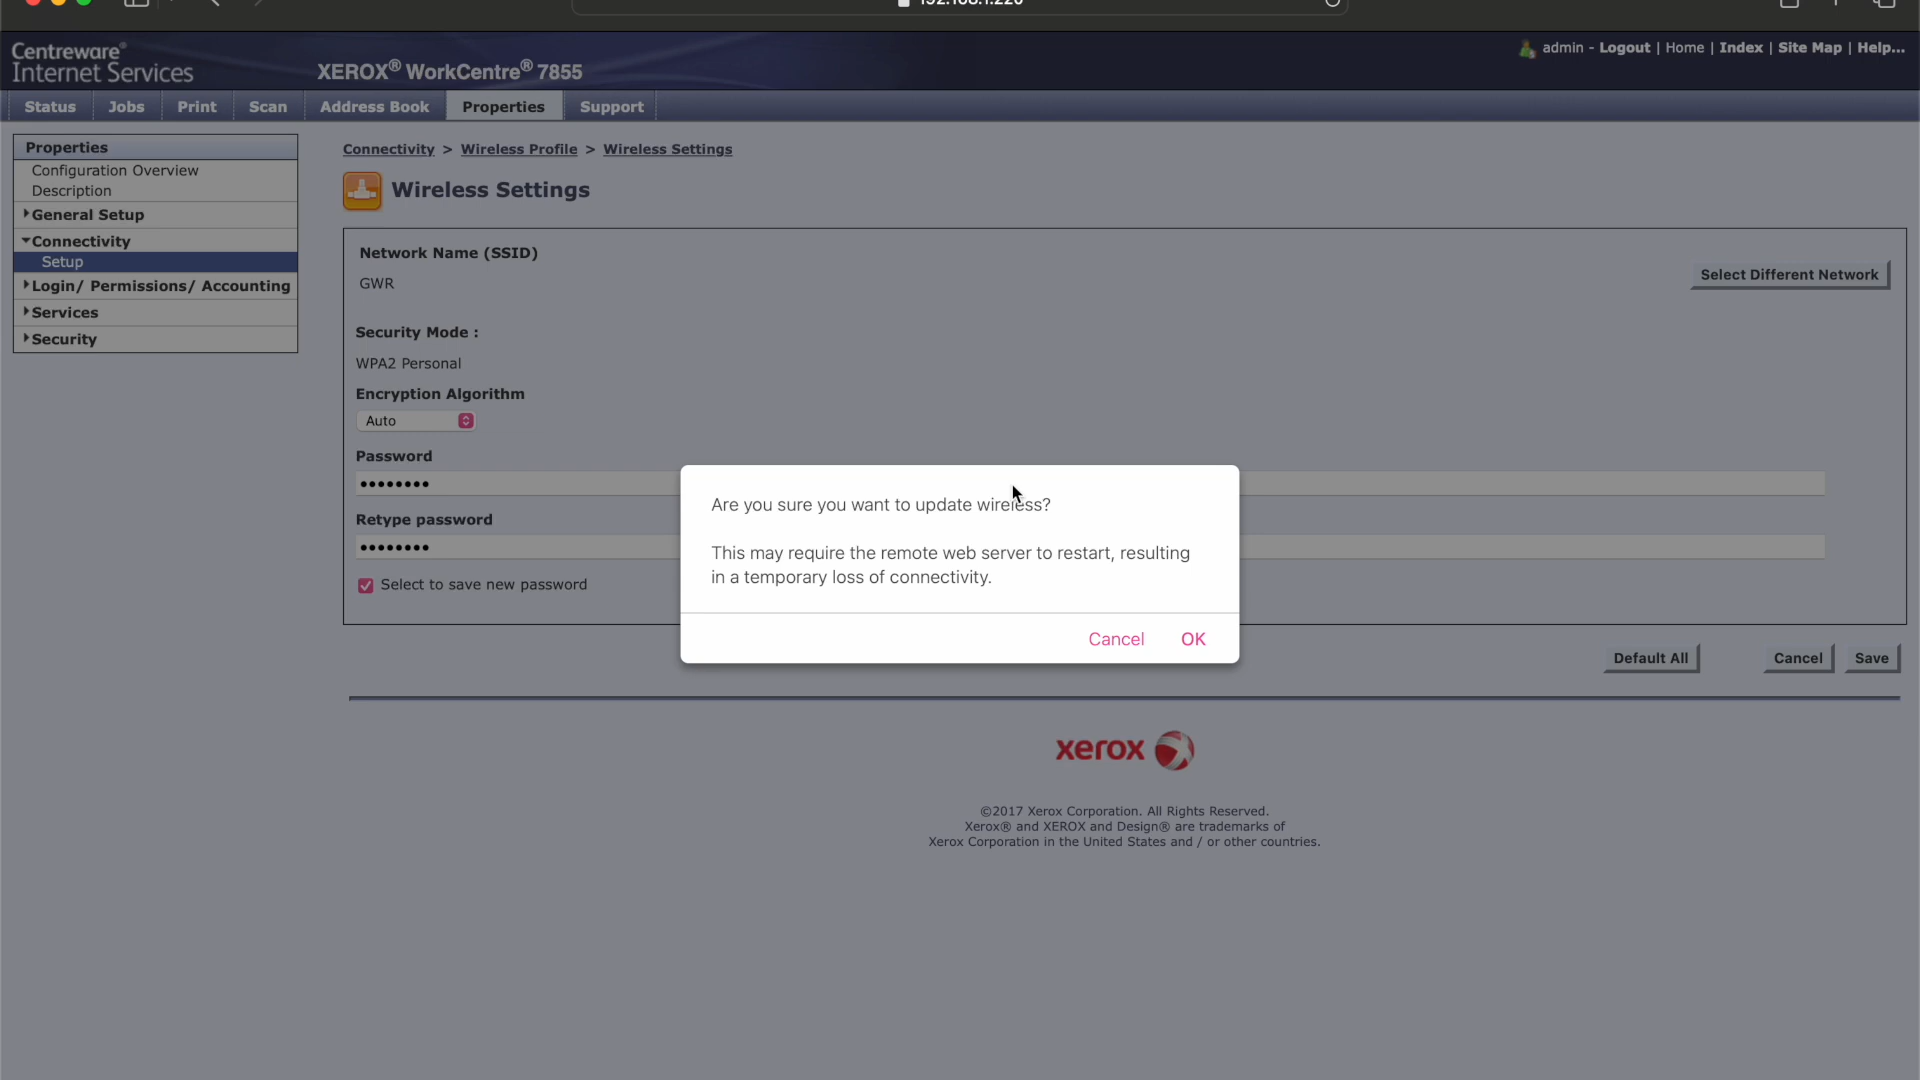 Centreware®
Internet Services
XEROX® WorkCentre® 7855
admin - Logout | Home | Index | Site Map | Help...
Status
Jobs
Print
Scan
Address Book
Properties
Support
Properties
Configuration Overview
Description
General Setup
Connectivity
Setup
Login/ Permissions/ Accounting
Services
Security
Connectivity > Wireless Profile > Wireless Settings
Wireless Settings
Network Name (SSID)
GWR
Select Different Network
Security Mode :
WPA2 Personal
Encryption Algorithm
Auto
Password
••••••••
Retype password
••••••••
Select to save new password
Are you sure you want to update wireless?
This may require the remote web server to restart, resulting
in a temporary loss of connectivity.
Cancel
OK
Default All
Cancel
Save
xerox
©2017 Xerox Corporation. All Rights Reserved.
Xerox® and XEROX and Design® are trademarks of
Xerox Corporation in the United States and / or other countries.